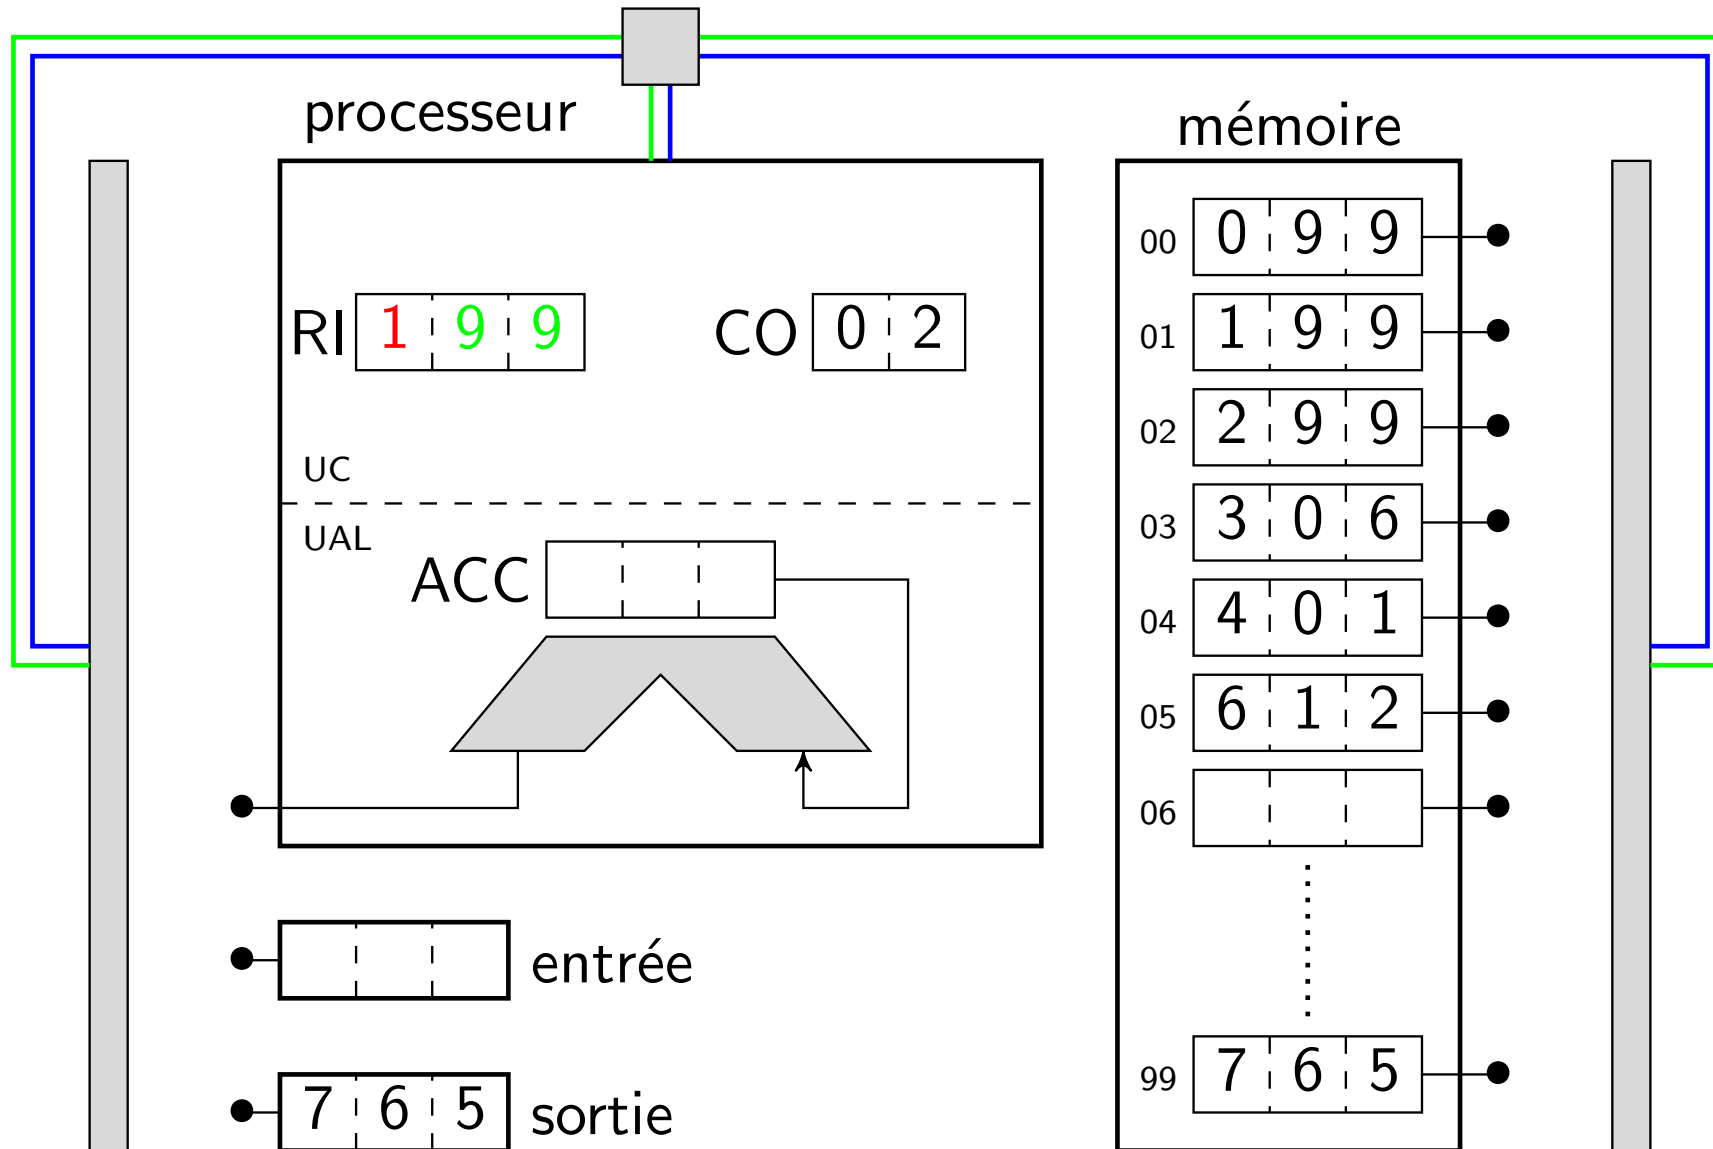 processeur
mémoire
00 0 9 9
RI 1 9 9 CO 0 2
01 1 9 9
02 2 9 9
UC
03 3 0 6
UAL
ACC
04 4 0 1
05 6 1 2
06
entrée
99 7 6 5
7 6 5 sortie